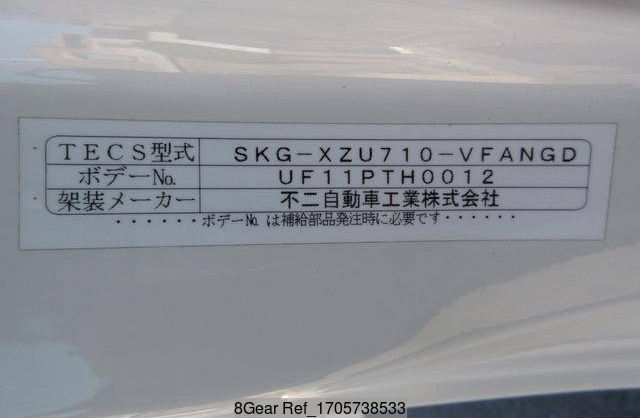 TECS型式 SKG-XZU710-VFANGD
ボデー№ UF11PTH0012
架装メーカー 不二自動車工業株式会社
・・・・・・ボデー№ は補給部品発注時に必要です・・・・・・
8Gear Ref_1705738533